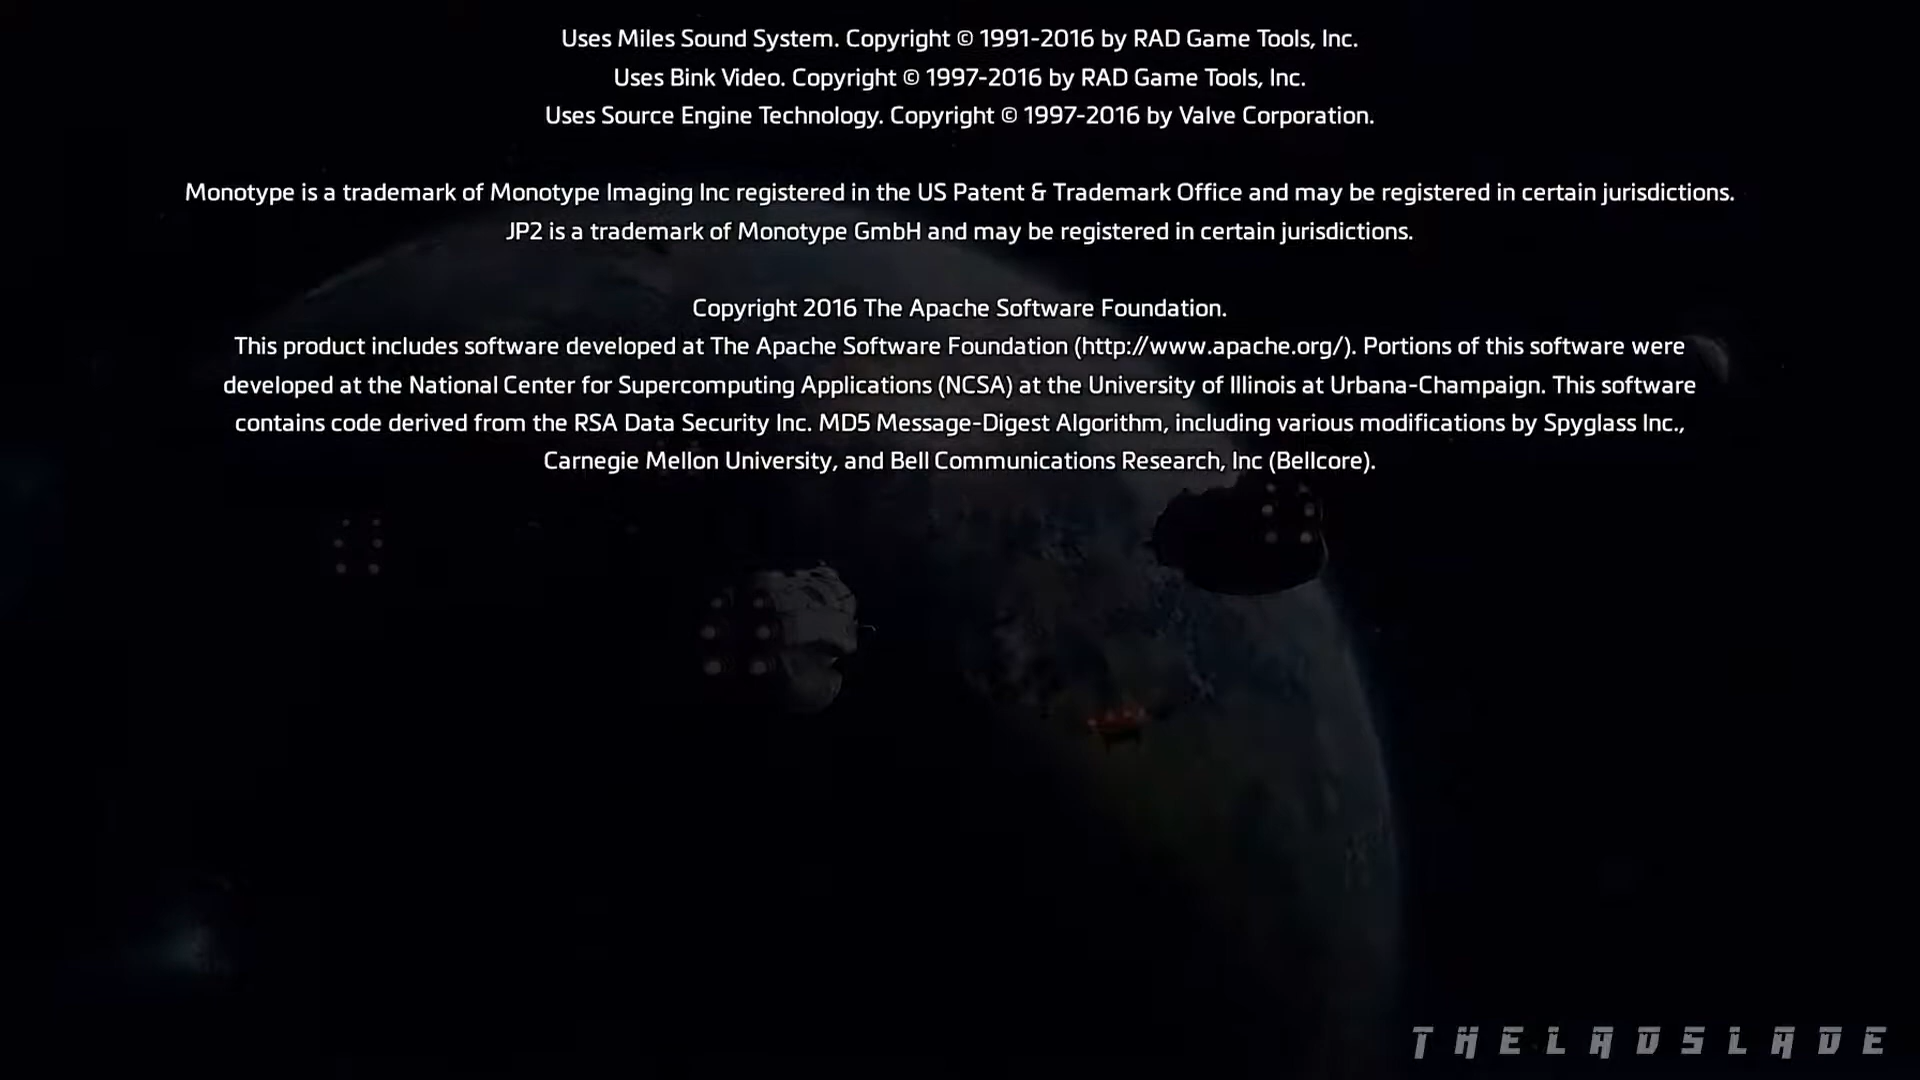 Uses Miles Sound System. Copyright © 1991-2016 by RAD Game Tools, Inc.
Uses Bink Video. Copyright © 1997-2016 by RAD Game Tools, Inc.
Uses Source Engine Technology. Copyright © 1997-2016 by Valve Corporation.
Monotype is a trademark of Monotype Imaging Inc registered in the US Patent & Trademark Office and may be registered in certain jurisdictions.
JP2 is a trademark of Monotype GmbH and may be registered in certain jurisdictions.
Copyright 2016 The Apache Software Foundation.
This product includes software developed at The Apache Software Foundation (http://www.apache.org/). Portions of this software were
developed at the National Center for Supercomputing Applications (NCSA) at the University of Illinois at Urbana-Champaign. This software
contains code derived from the RSA Data Security Inc. MD5 Message-Digest Algorithm, including various modifications by Spyglass Inc.,
Carnegie Mellon University, and Bell Communications Research, Inc (Bellcore).
THELADSLADE